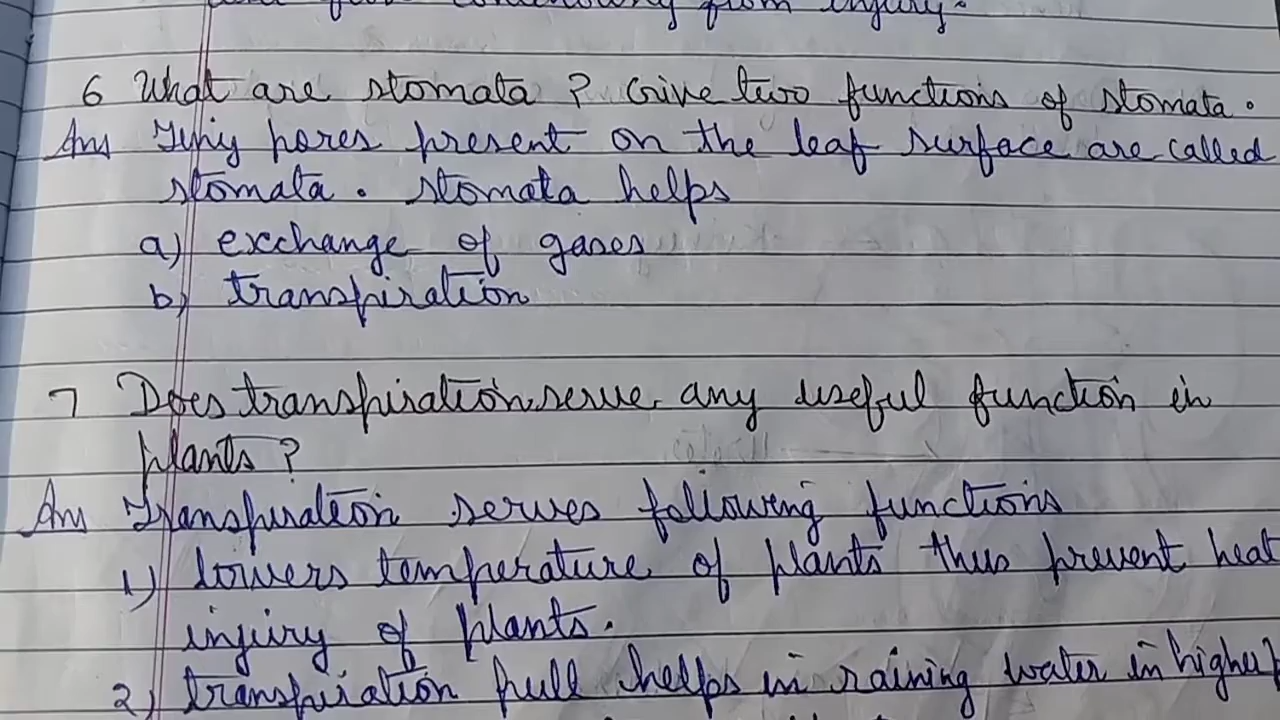 from injury.
6 What are stomata ? Give two functions of stomata.
Ans Tiny pores present on the leaf surface are called
stomata. stomata helps
a) exchange of gases
b) transpiration
7 Does transpiration serve any useful function in
plants ?
Ans Transpiration serves following functions
1) lowers temperature of plants thus prevent heat
injury of plants.
2) transpiration pull helps in raining water in higher